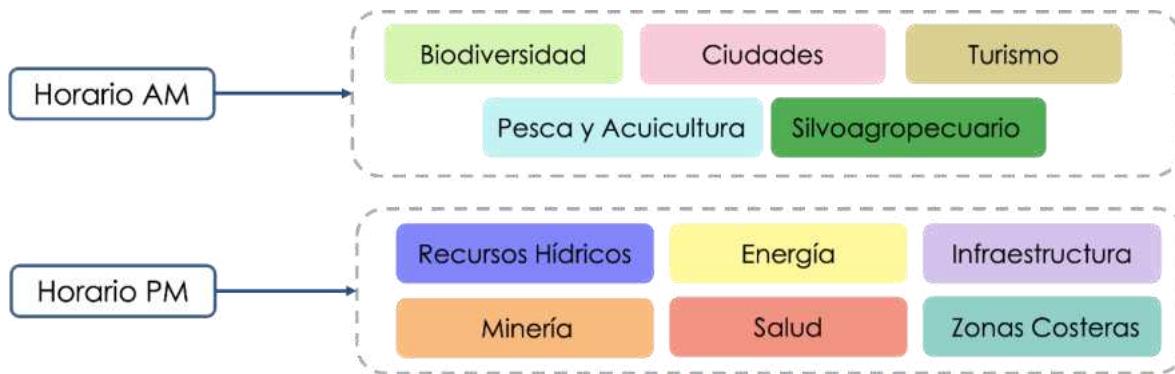 Horario AM
Biodiversidad
Ciudades
Turismo
Pesca y Acuicultura
Silvoagropecuario
Horario PM
Recursos Hídricos
Energía
Infraestructura
Minería
Salud
Zonas Costeras